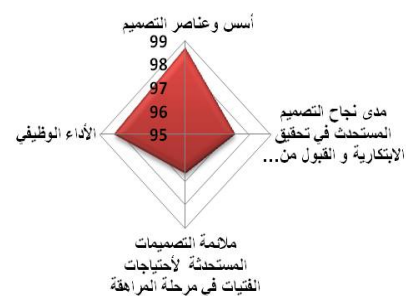 أسس وعناصر التصميم
99
98
97
96
95
مدى نجاح التصميم
المستحدث في تحقيق
الابتكارية و القبول من...
الأداء الوظيفي
ملائمة التصميمات
المستحدثة لأحتياجات
الفتيات في مرحلة المراهقة